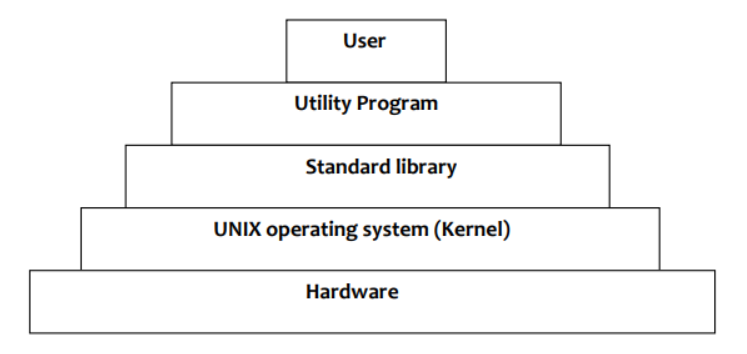 User
Utility Program
Standard library
UNIX operating system (Kernel)
Hardware